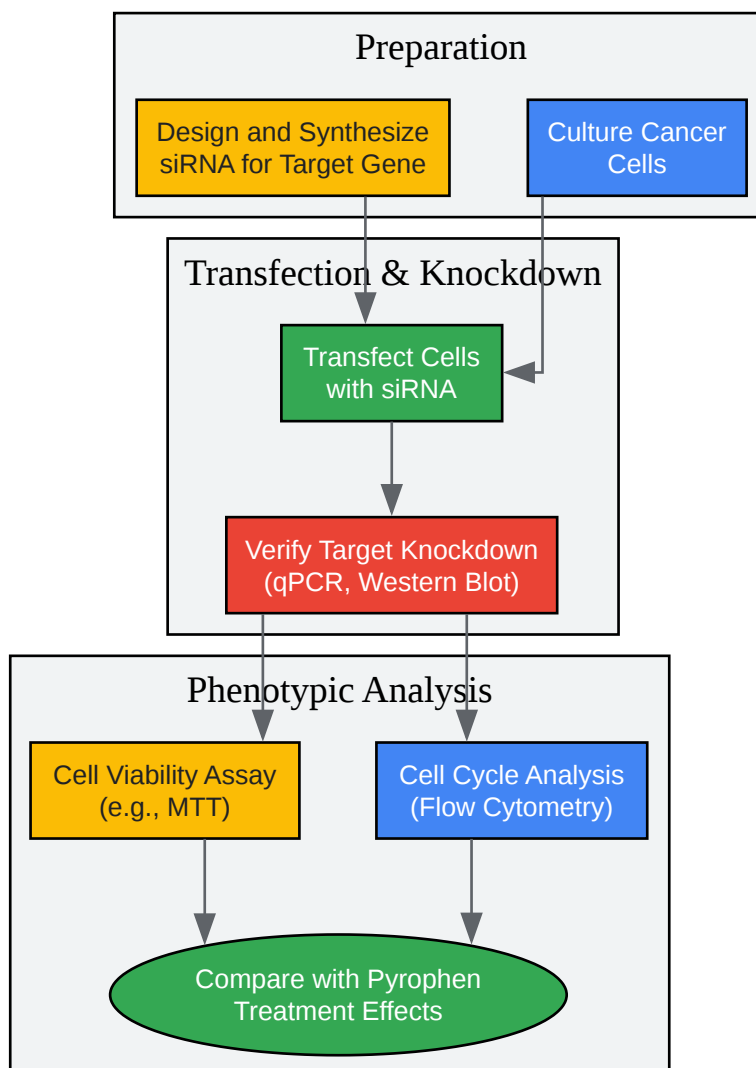 Preparation
Design and Synthesize
siRNA for Target Gene
Culture Cancer
Cells
Transfection & Knockdown
Transfect Cells
with siRNA
Verify Target Knockdown
(qPCR, Western Blot)
Phenotypic Analysis
Cell Viability Assay
(e.g., MTT)
Cell Cycle Analysis
(Flow Cytometry)
Compare with Pyrophen
Treatment Effects